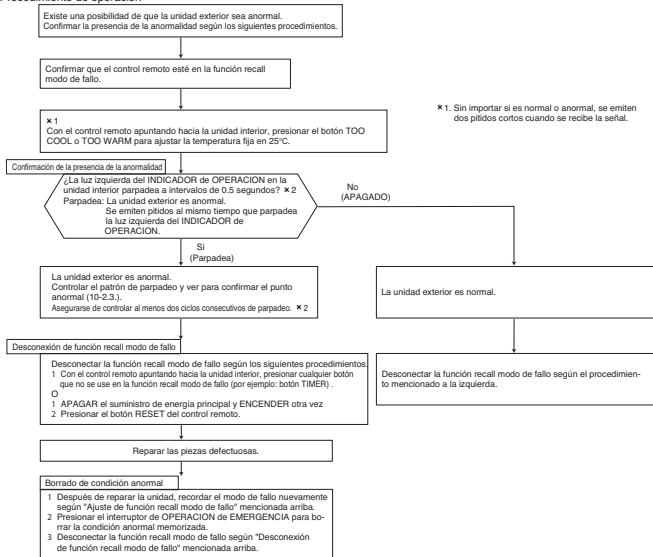 Procedimiento de operación
Existe una posibilidad de que la unidad exterior sea anormal.
Confirmar la presencia de la anormalidad según los siguientes procedimientos.
Confirmar que el control remoto esté en la función recall
modo de fallo.
×1
Con el control remoto apuntando hacia la unidad interior, presionar el botón TOO
COOL o TOO WARM para ajustar la temperatura fija en 25°C.
×1. Sin importar si es normal o anormal, se emiten
dos pitidos cortos cuando se recibe la señal.
Confirmación de la presencia de la anormalidad
¿La luz izquierda del INDICADOR de OPERACION en la
unidad interior parpadea a intervalos de 0.5 segundos? ×2
Parpadea: La unidad exterior es anormal.
Se emiten pitidos al mismo tiempo que parpadea
la luz izquierda del INDICADOR de
OPERACION.
No
(APAGADO)
Si
(Parpadea)
La unidad exterior es anormal.
Controlar el patrón de parpadeo y ver para confirmar el punto
anormal (10-2.3.).
Asegurarse de controlar al menos dos ciclos consecutivos de parpadeo. ×2
La unidad exterior es normal.
Desconexión de función recall modo de fallo
Desconectar la función recall modo de fallo según los siguientes procedimientos.
1 Con el control remoto apuntando hacia la unidad interior, presionar cualquier botón
que no se use en la función recall modo de fallo (por ejemplo: botón TIMER) .
O
1 APAGAR el suministro de energía principal y ENCENDER otra vez
2 Presionar el botón RESET del control remoto.
Desconectar la función recall modo de fallo según el procedimien-
to mencionado a la izquierda.
Reparar las piezas defectuosas.
Borrado de condición anormal
1 Después de reparar la unidad, recordar el modo de fallo nuevamente
según "Ajuste de función recall modo de fallo" mencionada arriba.
2 Presionar el interruptor de OPERACION de EMERGENCIA para bo-
rrar la condición anormal memorizada.
3 Desconectar la función recall modo de fallo según "Desconexión
de función recall modo de fallo" mencionada arriba.